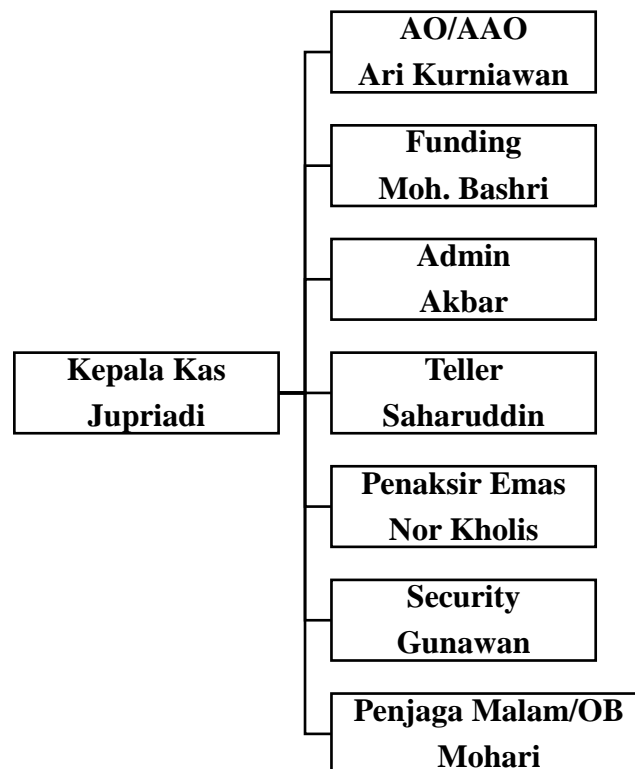 AO/AAO
Ari Kurniawan
Funding
Moh. Bashri
Admin
Akbar
Kepala Kas
Jupriadi
Teller
Saharuddin
Penaksir Emas
Nor Kholis
Security
Gunawan
Penjaga Malam/OB
Mohari